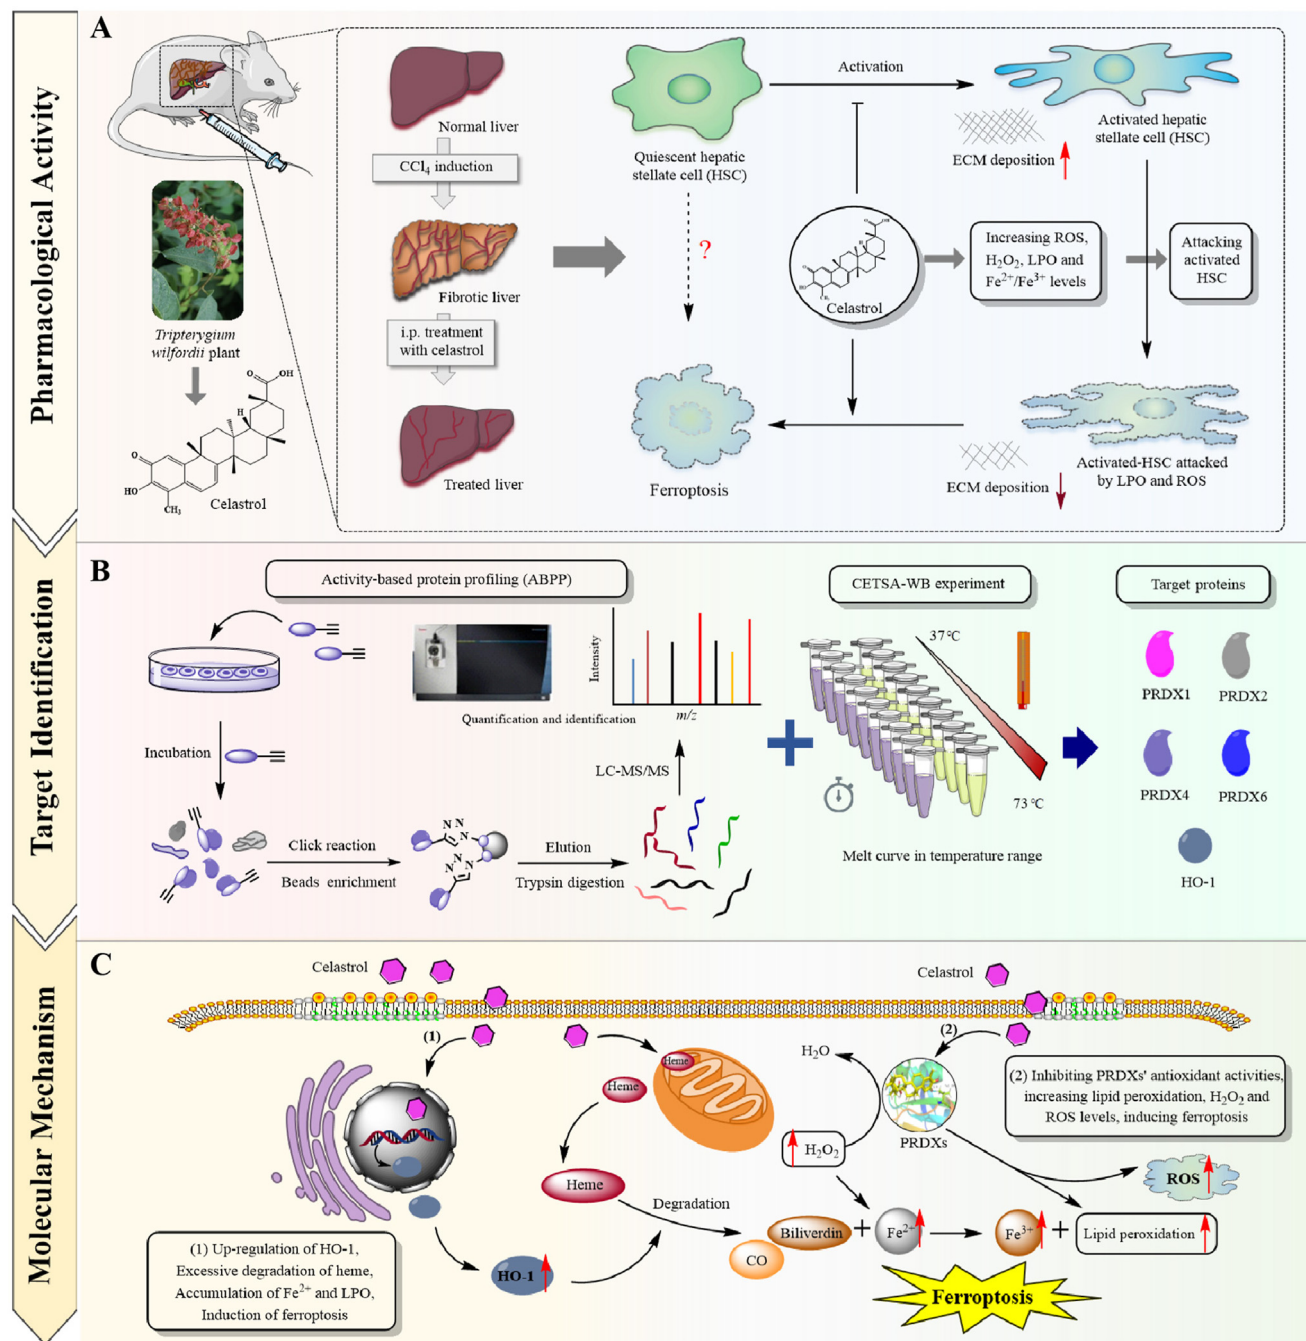 Pharmacological Activity
A
Normal liver
CCl4 induction
Fibrotic liver
i.p. treatment
with celastrol
Treated liver
Tripterygium
wilfordii plant
O
OH
H
O
HO
CH3
Celastrol
Quiescent hepatic
stellate cell (HSC)
Activation
Activated hepatic
stellate cell (HSC)
ECM deposition
?
O
OH
H
O
HO
CH3
Celastrol
Increasing ROS,
H2O2, LPO and
Fe2+/Fe3+ levels
Attacking
activated
HSC
Ferroptosis
ECM deposition
Activated-HSC attacked
by LPO and ROS
Target Identification
B
Activity-based protein profiling (ABPP)
Incubation
Click reaction
Beads enrichment
N
N
N
N
N
N
Elution
Trypsin digestion
LC-MS/MS
Quantification and identification
Intensity
m/z
CETSA-WB experiment
37 °C
73 °C
Melt curve in temperature range
Target proteins
PRDX1
PRDX2
PRDX4
PRDX6
HO-1
Molecular Mechanism
C
Celastrol
Celastrol
(1)
(2)
Heme
Heme
Heme
Degradation
HO-1
Biliverdin
CO
H2O
H2O2
PRDXs
Fe2+
Fe3+
ROS
Lipid peroxidation
Ferroptosis
(1) Up-regulation of HO-1,
Excessive degradation of heme,
Accumulation of Fe2+ and LPO,
Induction of ferroptosis
(2) Inhibiting PRDXs' antioxidant activities,
increasing lipid peroxidation, H2O2 and
ROS levels, inducing ferroptosis